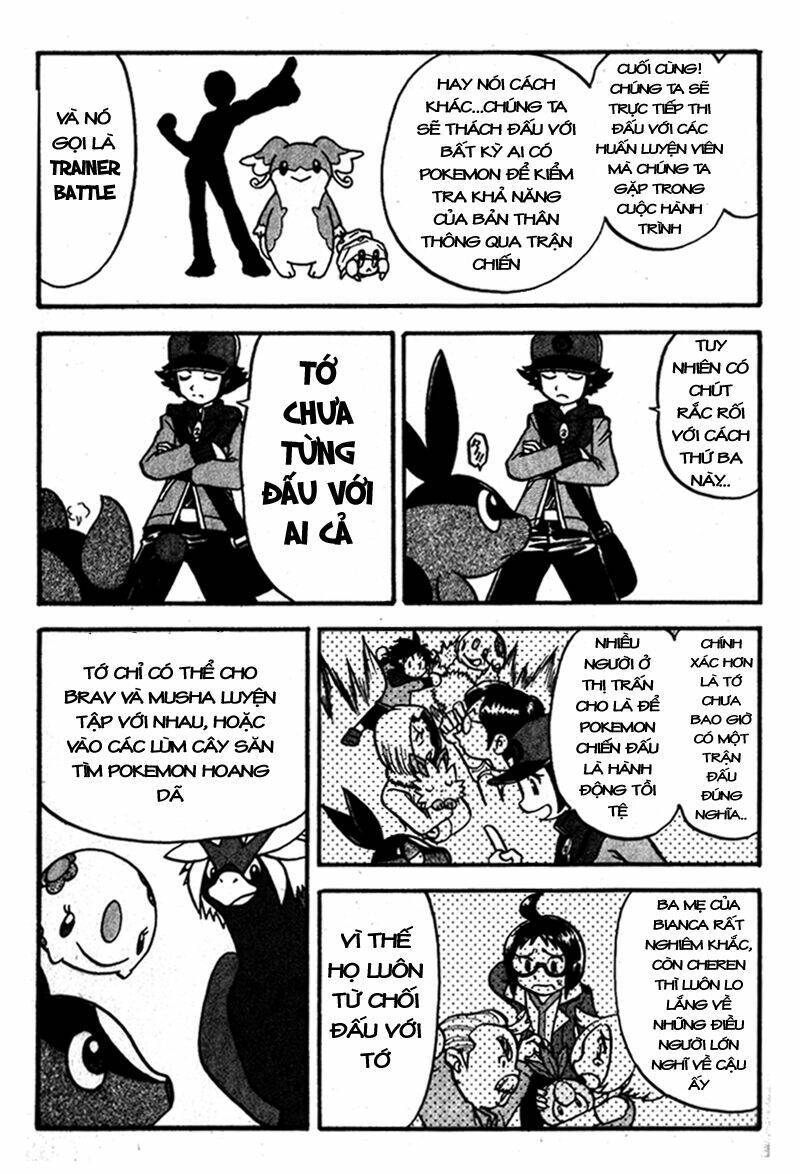 CUỐI CÙNG!
CHÚNG TA SẼ
TRỰC TIẾP THI
ĐẤU VỚI CÁC
HUẤN LUYỆN VIÊN
MÀ CHÚNG TA
GẶP TRONG
CUỘC HÀNH
TRÌNH
HAY NÓI CÁCH
KHÁC...CHÚNG TA
SẼ THÁCH ĐẤU VỚI
BẤT KỲ AI CÓ
POKEMON ĐỂ KIỂM
TRA KHẢ NĂNG
CỦA BẢN THÂN
THÔNG QUA TRẬN
CHIẾN
VÀ NÓ
GỌI LÀ
TRAINER
BATTLE
TUY
NHIÊN CÓ
CHÚT
RẮC RỐI
VỚI CÁCH
THỨ BA
NÀY...
TỚ
CHƯA
TỪNG
ĐẤU VỚI
AI CẢ
CHÍNH
XÁC HƠN
LÀ TỚ
CHƯA
BAO GIỜ
CÓ MỘT
TRẬN
ĐẤU
ĐÚNG
NGHĨA..
NHIỀU
NGƯỜI Ở
THỊ TRẤN
CHO LÀ ĐỂ
POKEMON
CHIẾN ĐẤU
LÀ HÀNH
ĐỘNG TỒI
TỆ
TỚ CHỈ CÓ THỂ CHO
BRAV VÀ MUSHA LUYỆN
TẬP VỚI NHAU, HOẶC
VÀO CÁC LÙM CÂY SĂN
TÌM POKEMON HOANG
DÃ
BA MẸ CỦA
BIANCA RẤT
NGHIÊM KHẮC,
CÒN CHEREN
THÌ LUÔN LO
LẮNG VỀ
NHỮNG ĐIỀU
NGƯỜI LỚN
NGHĨ VỀ CẬU
ẤY
VÌ THẾ
HỌ LUÔN
TỪ CHỐI
ĐẤU VỚI
TỚ